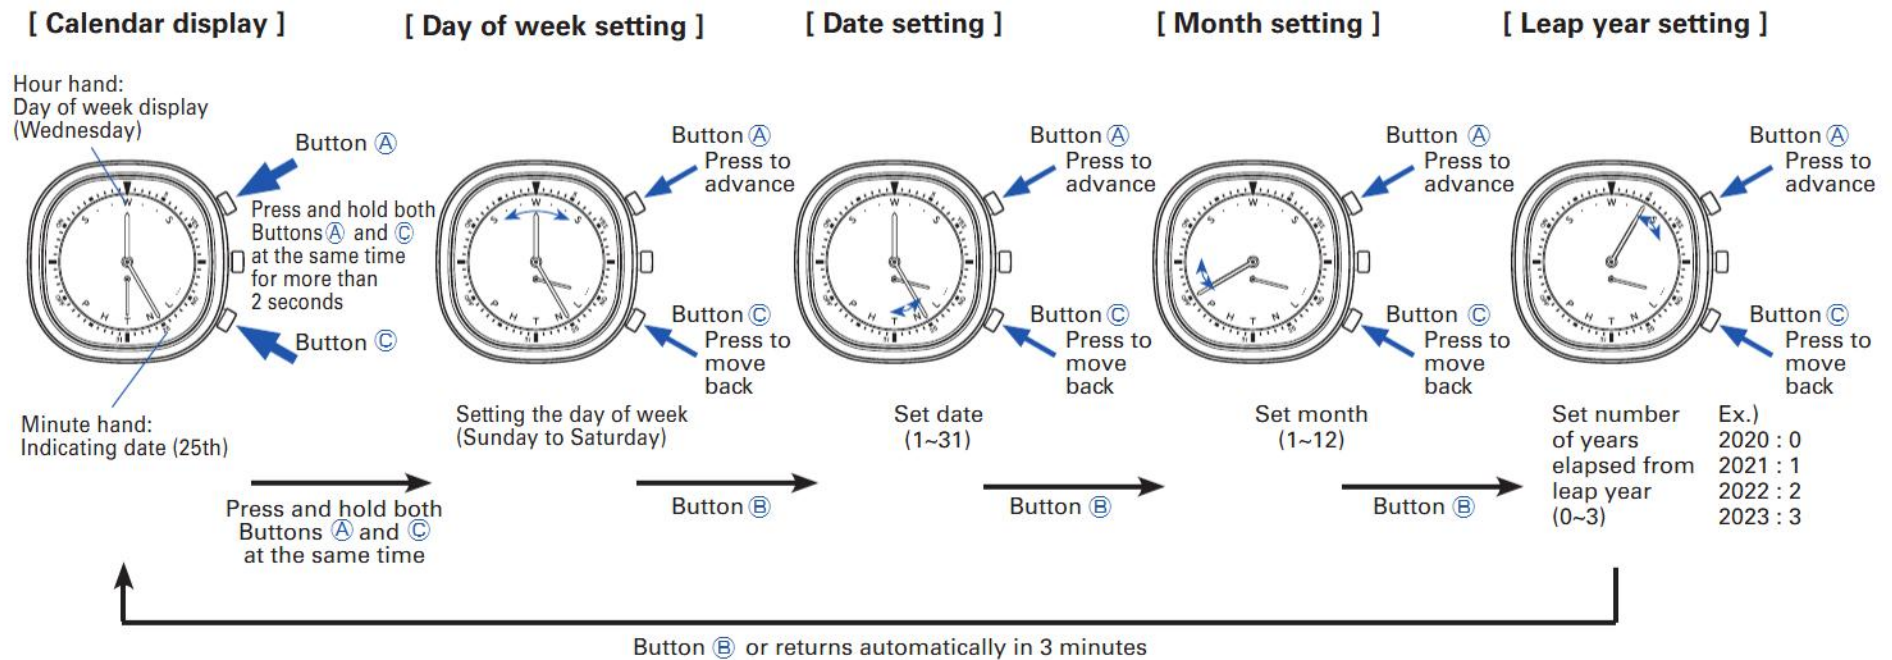 [ Calendar display ]
[ Day of week setting ]
[ Date setting ]
[ Month setting ]
[ Leap year setting ]
Hour hand:
Day of week display
(Wednesday)
Button Ⓐ
Press and hold both
Buttons Ⓐ and Ⓒ
at the same time
for more than
2 seconds
Button Ⓒ
Minute hand:
Indicating date (25th)
Press and hold both
Buttons Ⓐ and Ⓒ
at the same time
Button Ⓐ
Press to
advance
Button Ⓒ
Press to
move
back
Setting the day of week
(Sunday to Saturday)
Button Ⓑ
Button Ⓐ
Press to
advance
Button Ⓒ
Press to
move
back
Set date
(1~31)
Button Ⓑ
Button Ⓐ
Press to
advance
Button Ⓒ
Press to
move
back
Set month
(1~12)
Button Ⓑ
Button Ⓐ
Press to
advance
Button Ⓒ
Press to
move
back
Set number
of years
elapsed from
leap year
(0~3)
Ex.)
2020 : 0
2021 : 1
2022 : 2
2023 : 3
Button Ⓑ or returns automatically in 3 minutes